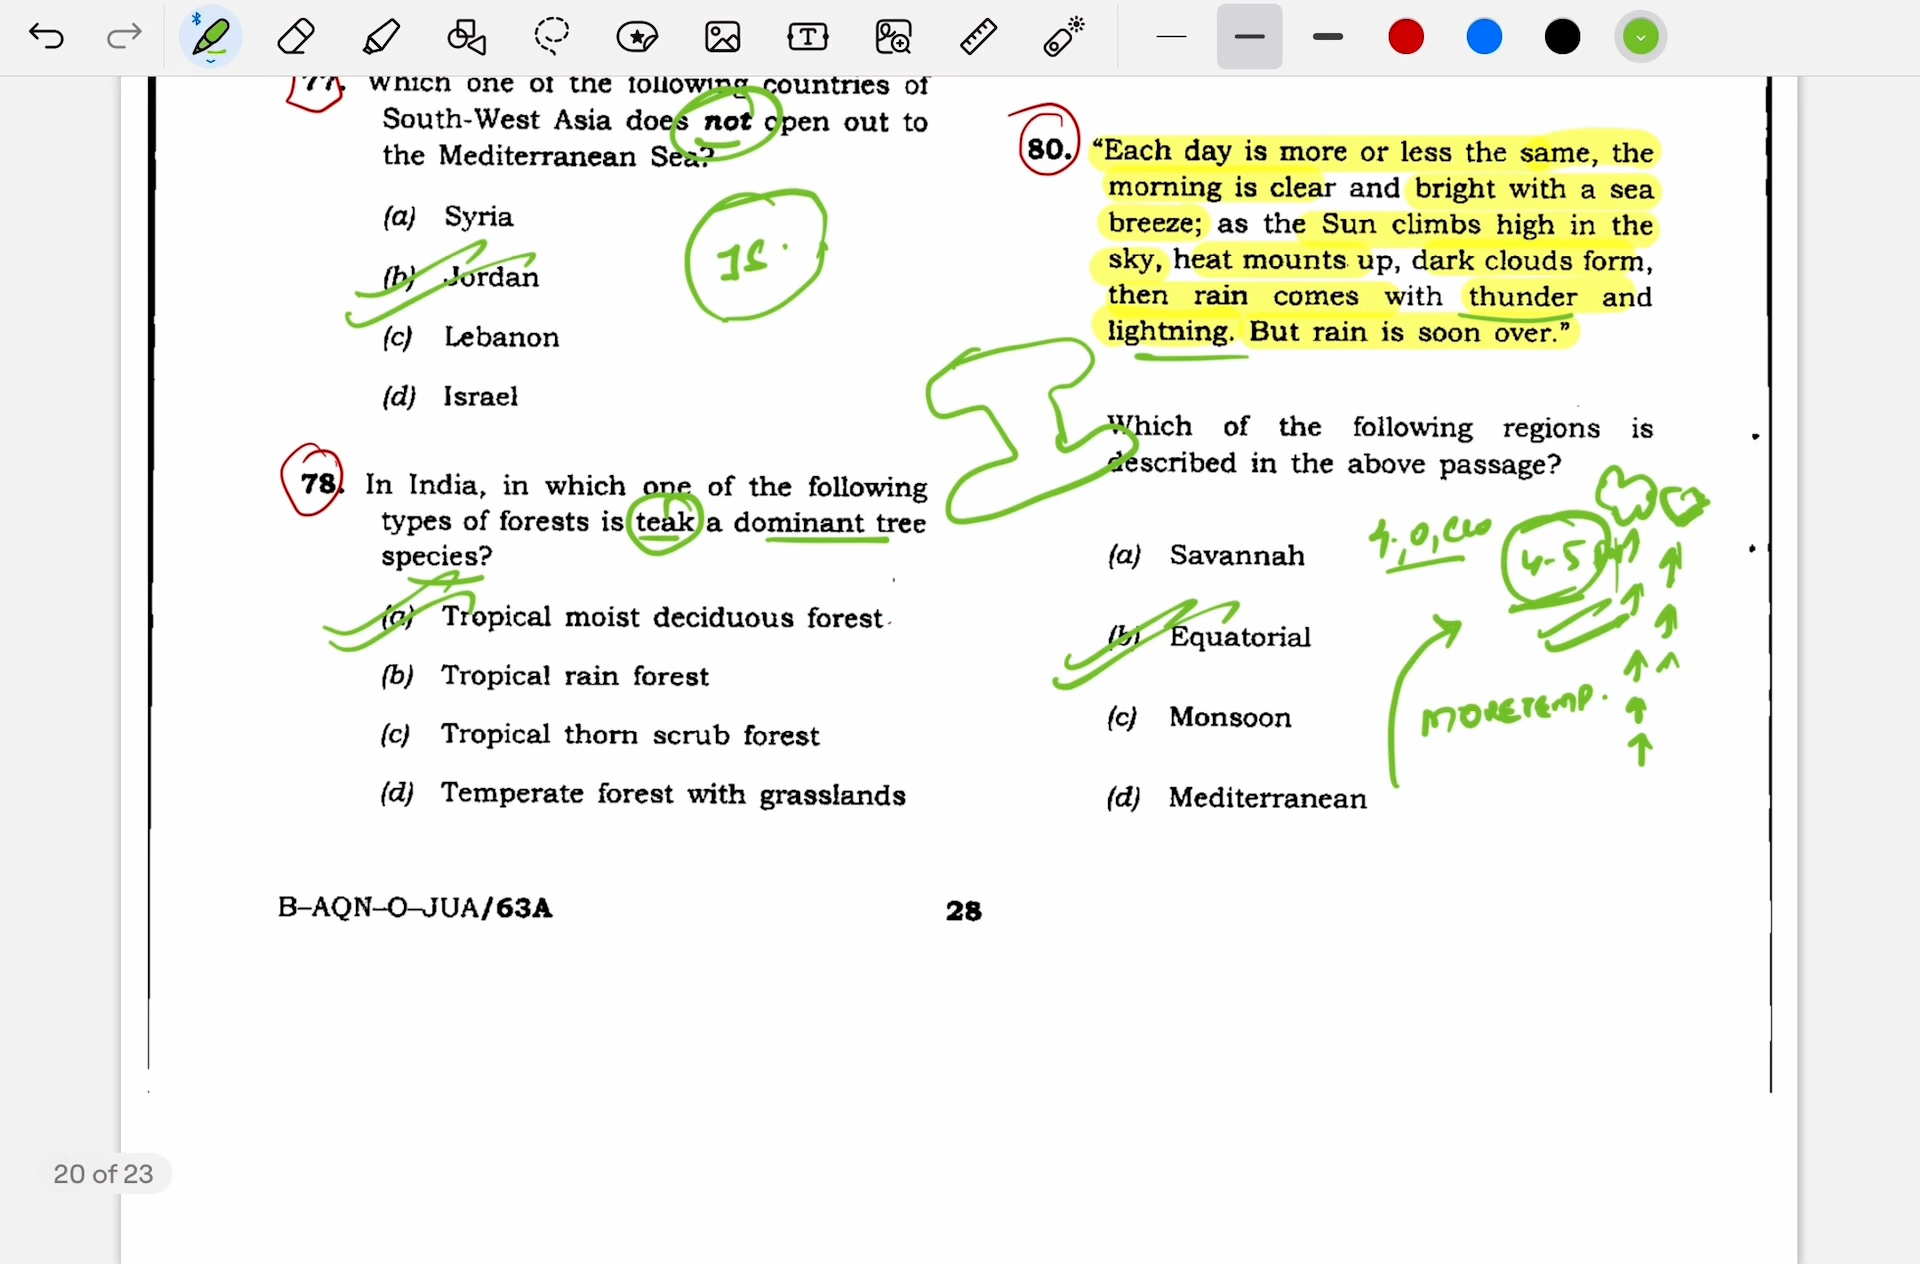 77. Which one of the following countries of
South-West Asia does not open out to
the Mediterranean Sea?
(a) Syria
(b) Jordan
(c) Lebanon
(d) Israel
IS.
78. In India, in which one of the following
types of forests is teak a dominant tree
species?
(a) Tropical moist deciduous forest
(b) Tropical rain forest
(c) Tropical thorn scrub forest
(d) Temperate forest with grasslands
80. “Each day is more or less the same, the
morning is clear and bright with a sea
breeze; as the Sun climbs high in the
sky, heat mounts up, dark clouds form,
then rain comes with thunder and
lightning. But rain is soon over.”
Which of the following regions is
described in the above passage?
(a) Savannah
4-5 PM
(b) Equatorial
(c) Monsoon
MORE TEMP.
(d) Mediterranean
B–AQN–O–JUA/63A
28
20 of 23